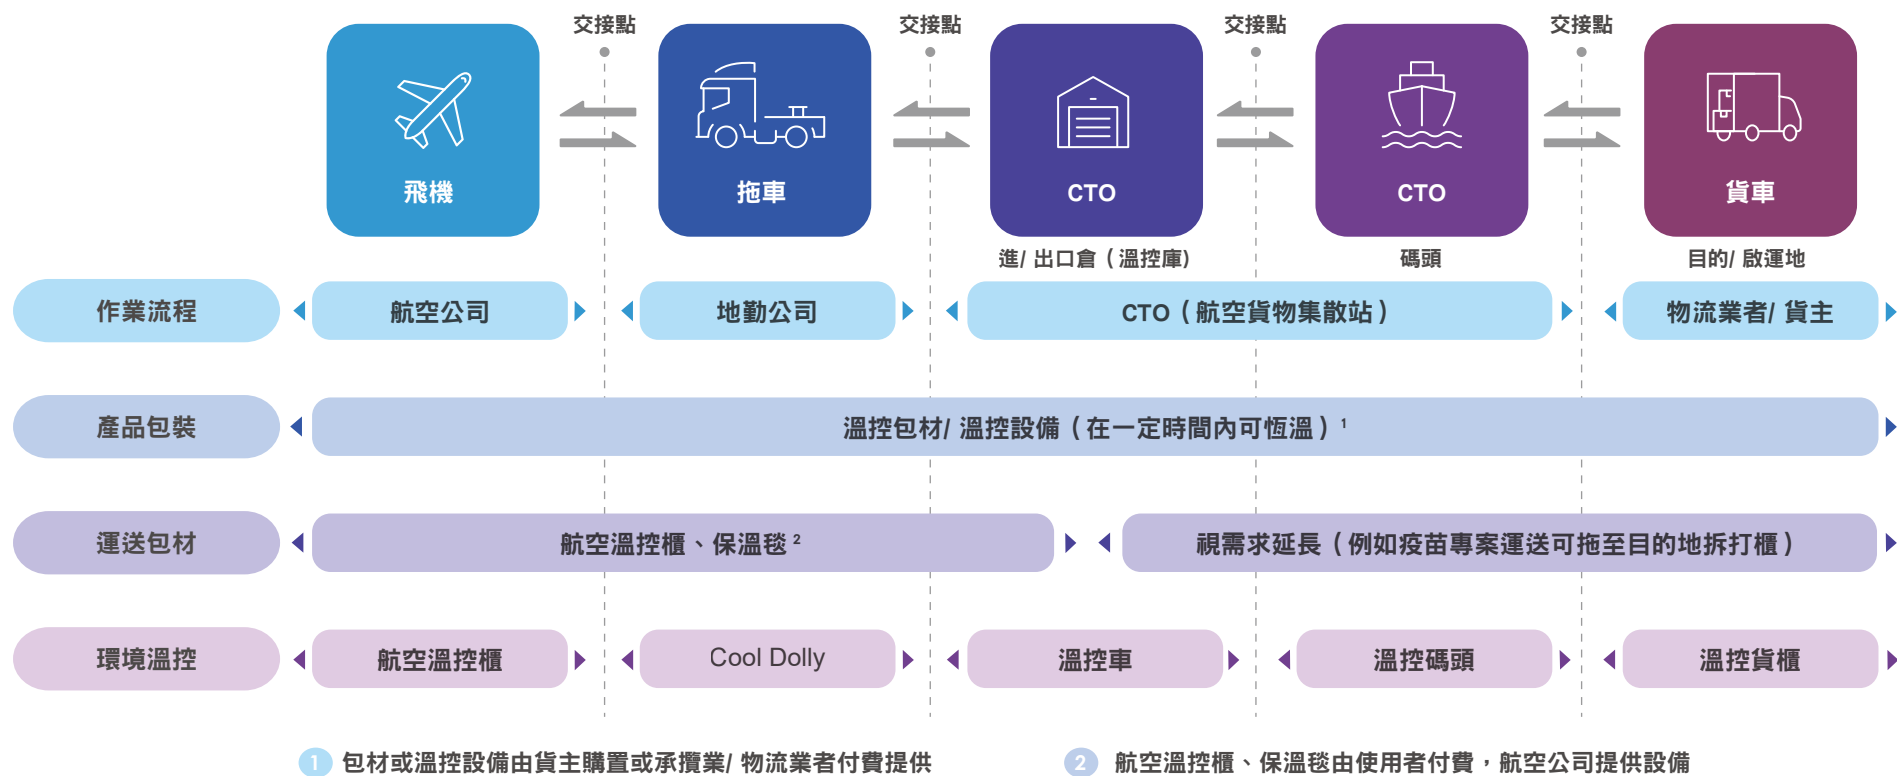 交接點
交接點
交接點
交接點
飛機
拖車
CTO
CTO
貨車
進/ 出口倉（溫控庫)
碼頭
目的/ 啟運地
作業流程
航空公司
地勤公司
CTO（航空貨物集散站）
物流業者/ 貨主
產品包裝
溫控包材/ 溫控設備（在一定時間內可恆溫）1
運送包材
航空溫控櫃、保溫毯 2
視需求延長（例如疫苗專案運送可拖至目的地拆打櫃）
環境溫控
航空溫控櫃
Cool Dolly
溫控車
溫控碼頭
溫控貨櫃
1 包材或溫控設備由貨主購置或承攬業/ 物流業者付費提供
2 航空溫控櫃、保溫毯由使用者付費，航空公司提供設備